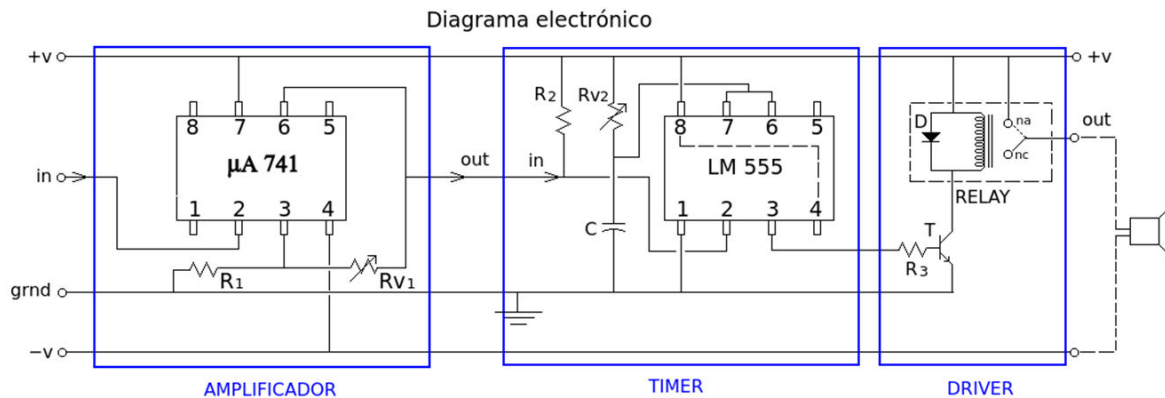 Diagrama electrónico
+v
8 7 6 5
µA 741
1 2 3 4
in
out
R1
Rv1
grnd
−v
AMPLIFICADOR
R2
Rv2
in
C
8 7 6 5
LM 555
1 2 3 4
TIMER
+v
D
na
nc
out
RELAY
T
R3
DRIVER